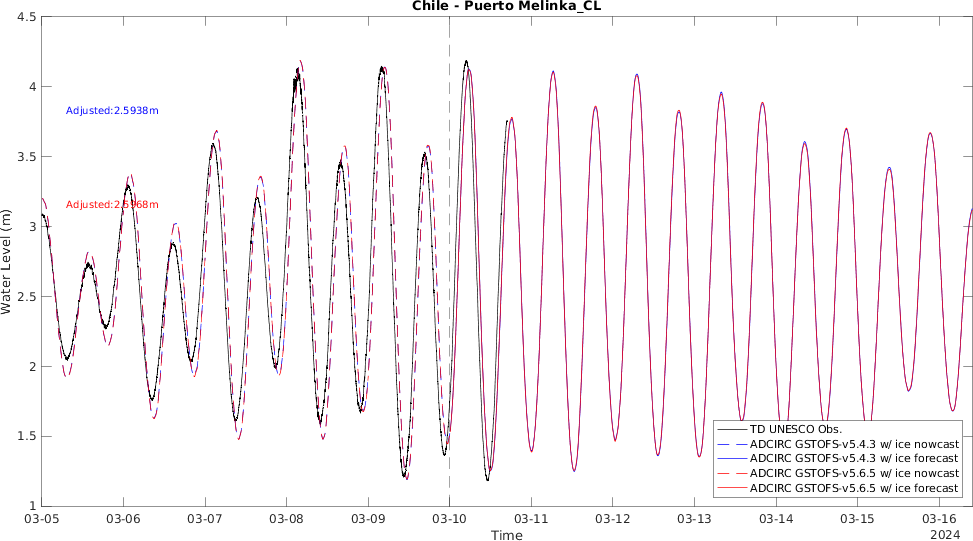 Chile - Puerto Melinka_CL
4.5
4
3.5
3
2.5
2
1.5
1
Water Level (m)
Adjusted:2.5938m
Adjusted:2.5968m
TD UNESCO Obs.
ADCIRC GSTOFS-v5.4.3 w/ ice nowcast
ADCIRC GSTOFS-v5.4.3 w/ ice forecast
ADCIRC GSTOFS-v5.6.5 w/ ice nowcast
ADCIRC GSTOFS-v5.6.5 w/ ice forecast
03-05 03-06 03-07 03-08 03-09 03-10 03-11 03-12 03-13 03-14 03-15 03-16
Time
2024